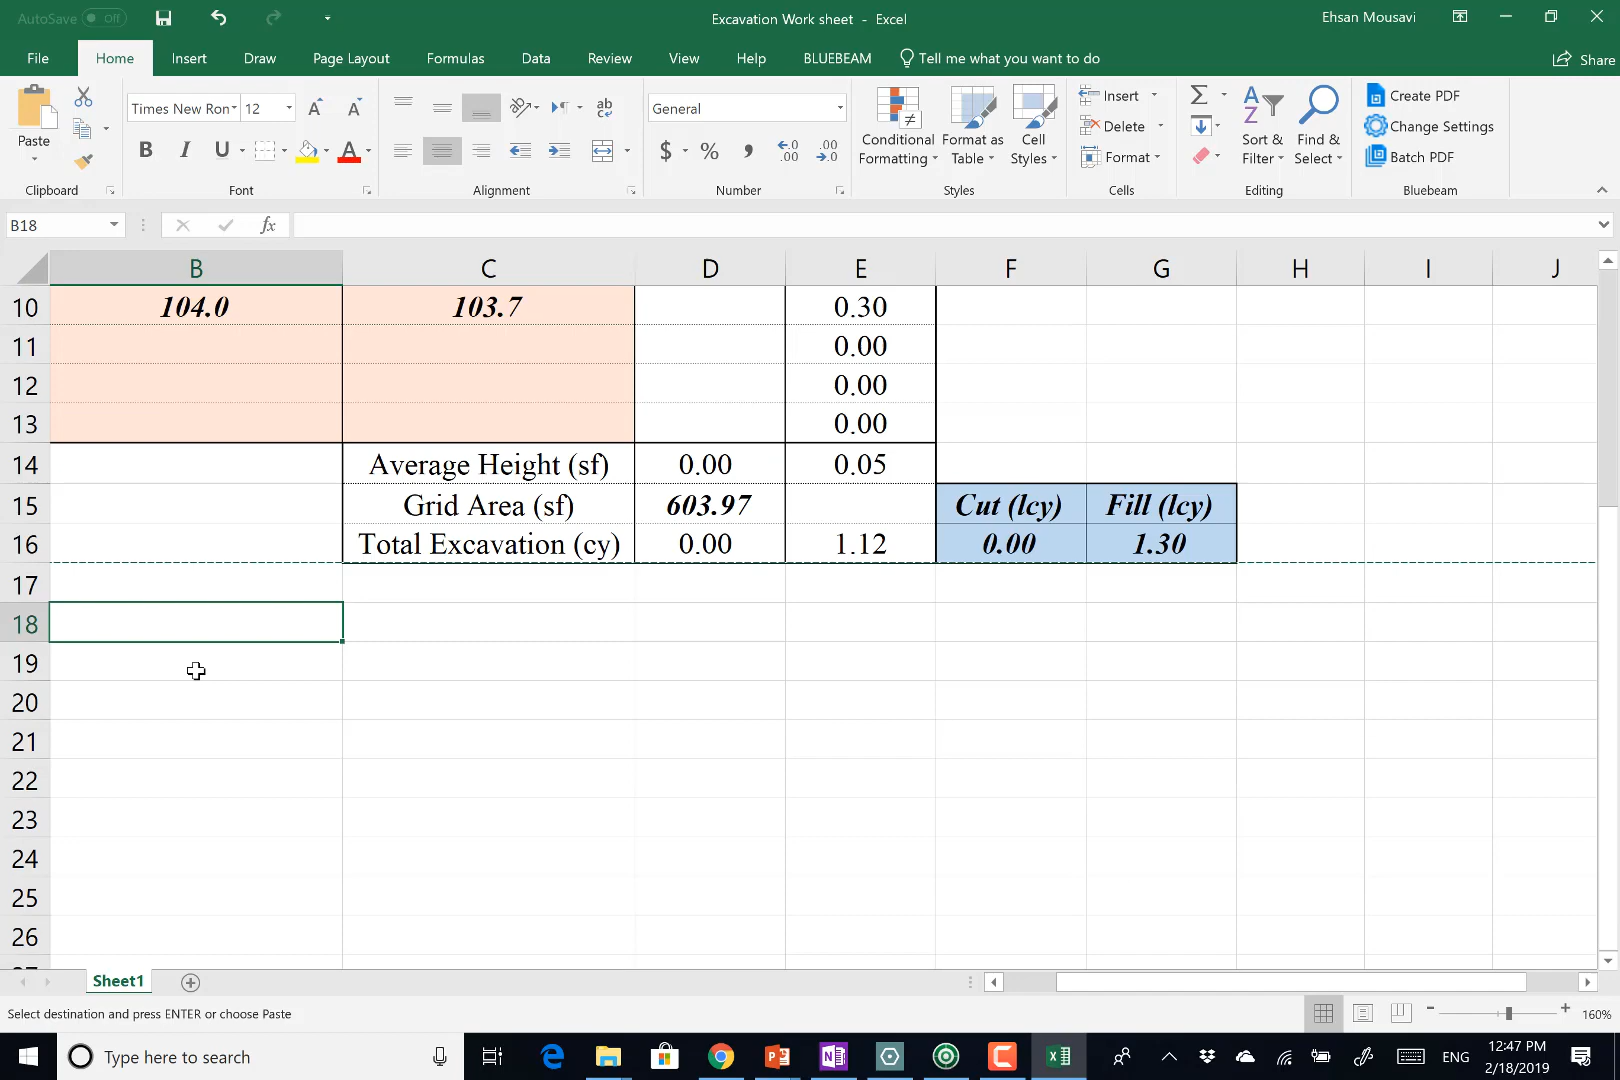 AutoSave Off
Excavation Work sheet - Excel
Ehsan Mousavi
File Home Insert Draw Page Layout Formulas Data Review View Help BLUEBEAM Tell me what you want to do Share
Paste
Clipboard
Times New Ron 12
B I U
Font
Alignment
General
$ % 
Number
Conditional Formatting
Format as Table
Cell Styles
Styles
Insert
Delete
Format
Cells
Sort & Filter
Find & Select
Editing
Create PDF
Change Settings
Batch PDF
Bluebeam
B18 fx
B C D E F G H I J
10 104.0 103.7 0.30
11 0.00
12 0.00
13 0.00
14 Average Height (sf) 0.00 0.05
15 Grid Area (sf) 603.97 Cut (lcy) Fill (lcy)
16 Total Excavation (cy) 0.00 1.12 0.00 1.30
17
18
19
20
21
22
23
24
25
26
Sheet1
Select destination and press ENTER or choose Paste
160%
Type here to search
ENG
12:47 PM
2/18/2019